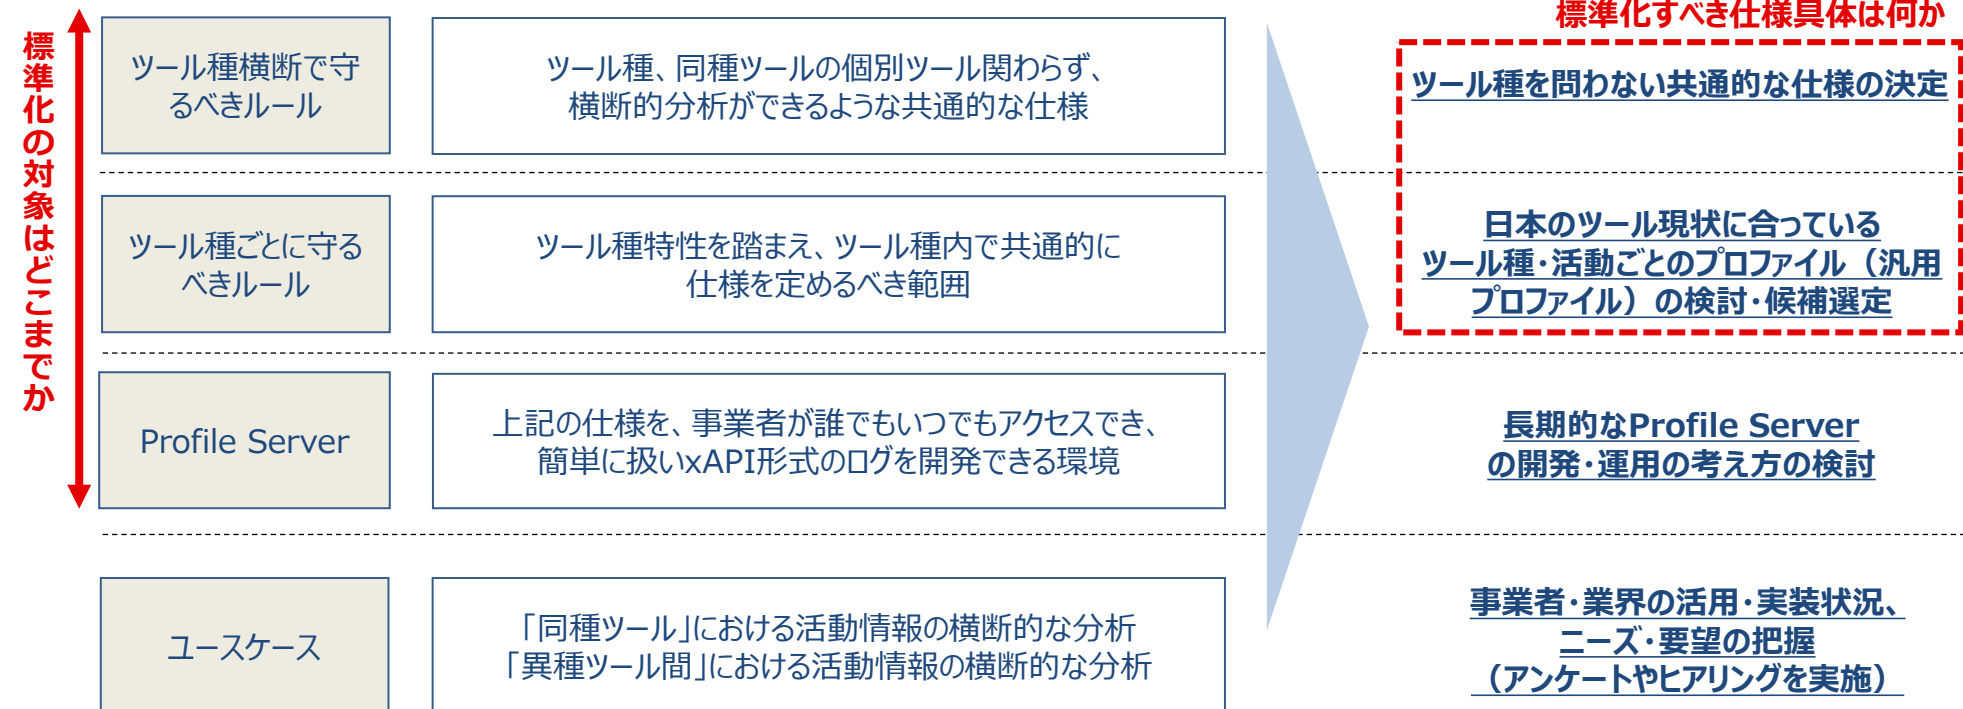 標準化すべき仕様具体は何か
標準化の対象はどこまでか
ツール種横断で守
るべきルール
ツール種、同種ツールの個別ツール関わらず、
横断的分析ができるような共通的な仕様
ツール種を問わない共通的な仕様の決定
ツール種ごとに守る
べきルール
ツール種特性を踏まえ、ツール種内で共通的に
仕様を定めるべき範囲
日本のツール現状に合っている
ツール種・活動ごとのプロファイル（汎用
プロファイル）の検討・候補選定
Profile Server
上記の仕様を、事業者が誰でもいつでもアクセスでき、
簡単に扱いxAPI形式のログを開発できる環境
長期的なProfile Server
の開発・運用の考え方の検討
ユースケース
「同種ツール」における活動情報の横断的な分析
「異種ツール間」における活動情報の横断的な分析
事業者・業界の活用・実装状況、
ニーズ・要望の把握
（アンケートやヒアリングを実施）